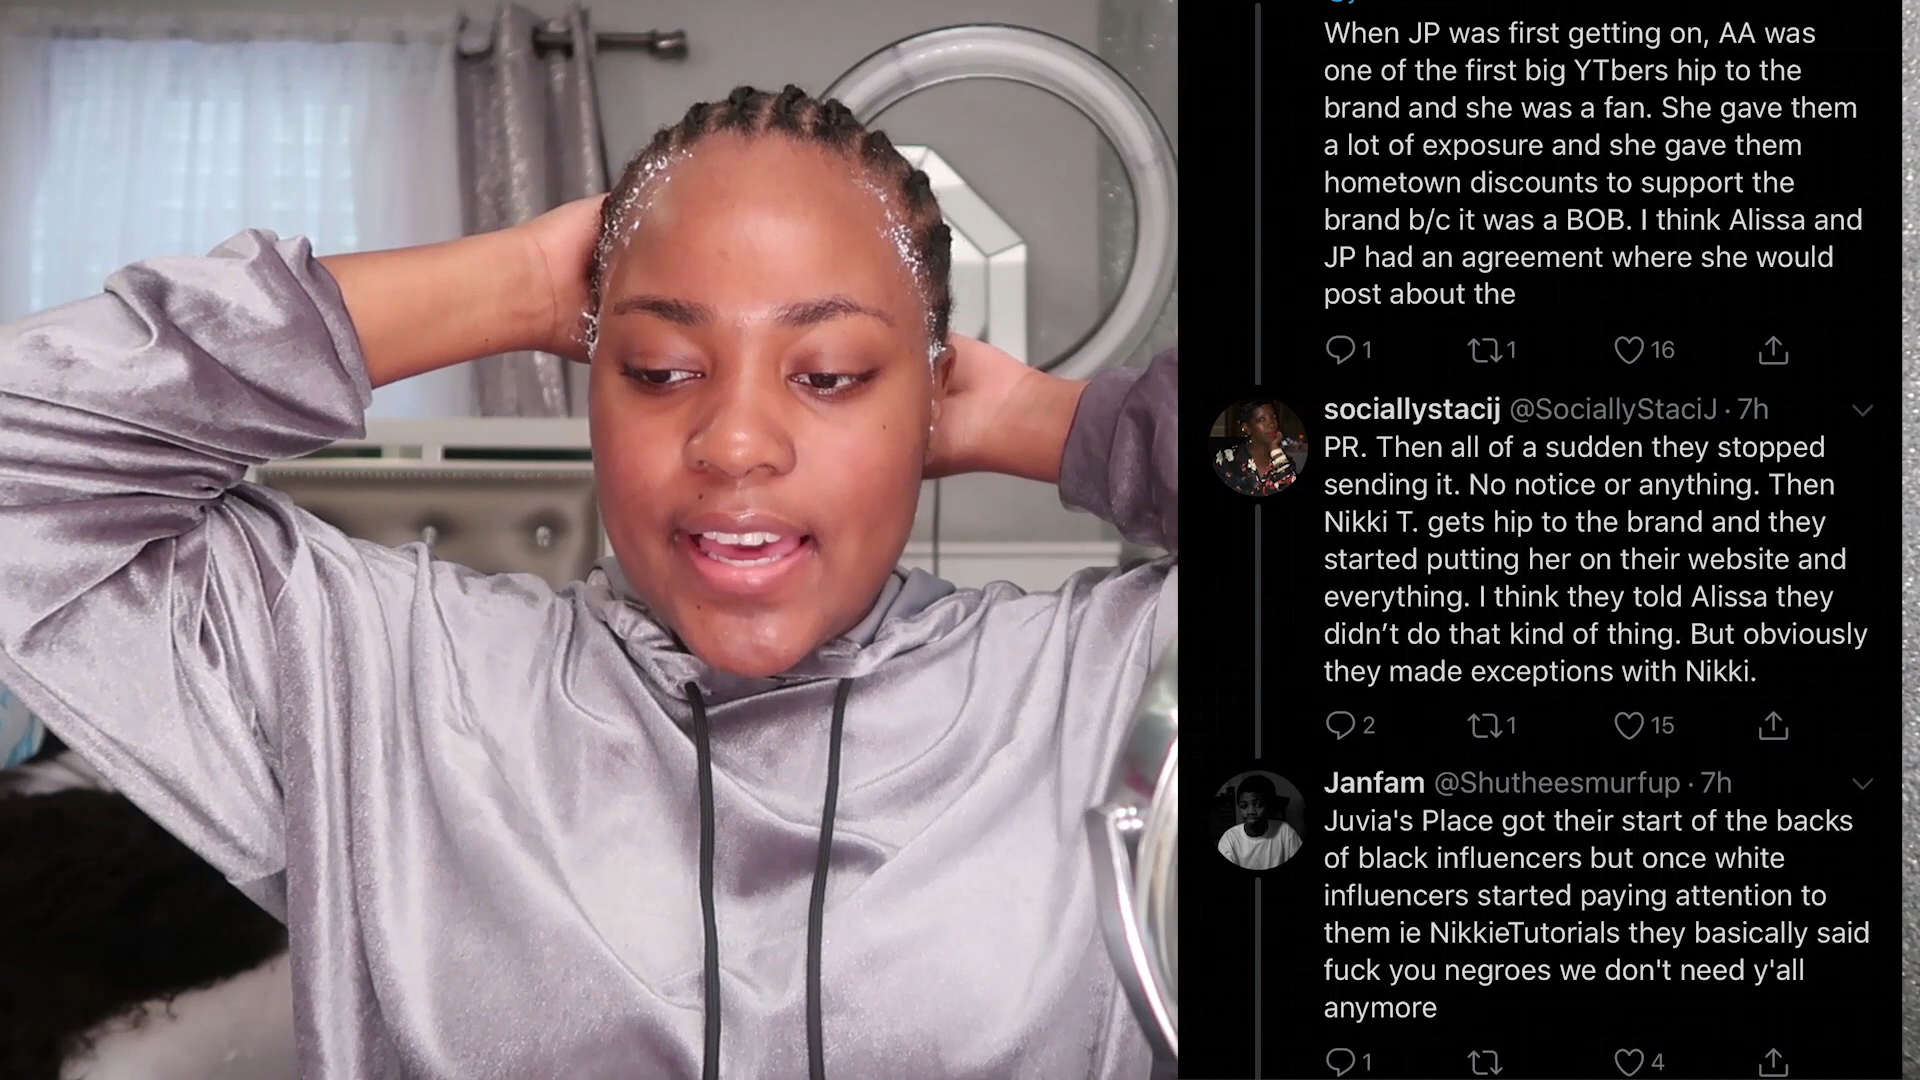 When JP was first getting on, AA was
one of the first big YTbers hip to the
brand and she was a fan. She gave them
a lot of exposure and she gave them
hometown discounts to support the
brand b/c it was a BOB. I think Alissa and
JP had an agreement where she would
post about the
1 1 16
sociallystacij @SociallyStaciJ · 7h
PR. Then all of a sudden they stopped
sending it. No notice or anything. Then
Nikki T. gets hip to the brand and they
started putting her on their website and
everything. I think they told Alissa they
didn’t do that kind of thing. But obviously
they made exceptions with Nikki.
2 1 15
Janfam @Shutheesmurfup · 7h
Juvia's Place got their start of the backs
of black influencers but once white
influencers started paying attention to
them ie NikkieTutorials they basically said
fuck you negroes we don't need y'all
anymore
1 4